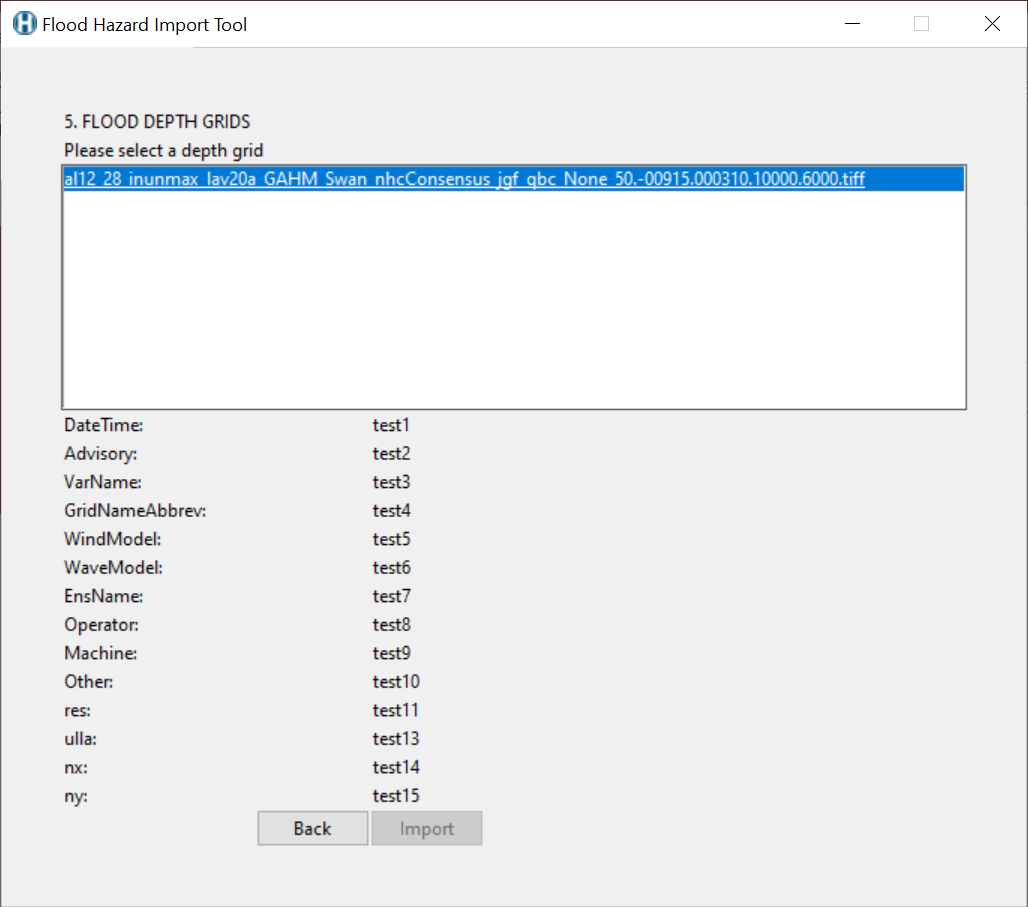 Flood Hazard Import Tool
5. FLOOD DEPTH GRIDS
Please select a depth grid
al12_28_inunmax_lav20a_GAHM_Swan_nhcConsensus_jgf_qbc_None_50.-00915.000310.10000.6000.tiff
DateTime: test1
Advisory: test2
VarName: test3
GridNameAbbrev: test4
WindModel: test5
WaveModel: test6
EnsName: test7
Operator: test8
Machine: test9
Other: test10
res: test11
ulla: test13
nx: test14
ny: test15
Back Import